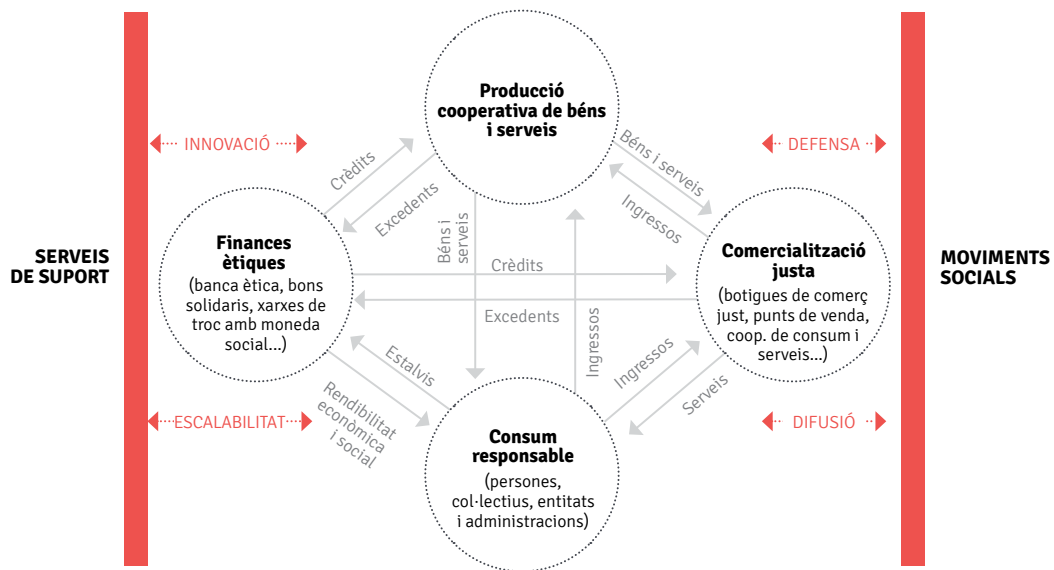 Producció
cooperativa de béns
i serveis
INNOVACIÓ
DEFENSA
Crèdits
Excedents
Béns i
serveis
Béns i serveis
Ingressos
SERVEIS
DE SUPORT
Finances
ètiques
(banca ètica, bons
solidaris, xarxes de
troc amb moneda
social...)
Crèdits
Excedents
Comercialització
justa
(botigues de comerç
just, punts de venda,
coop. de consum i
serveis...)
MOVIMENTS
SOCIALS
Estalvis
Rendibilitat
econòmica
i social
Ingressos
Ingressos
Serveis
ESCALABILITAT
DIFUSIÓ
Consum
responsable
(persones,
col·lectius, entitats
i administracions)